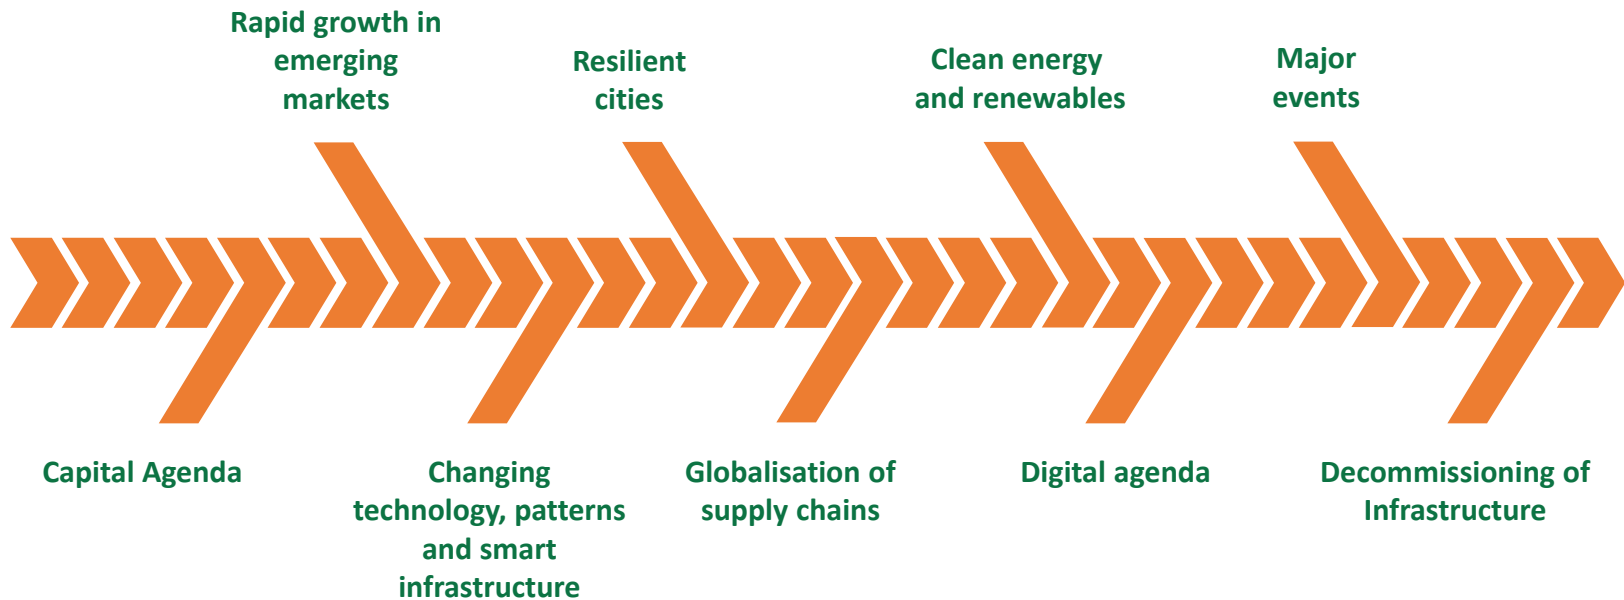 Rapid growth in
emerging
markets
Resilient
cities
Clean energy
and renewables
Major
events
Capital Agenda
Changing
technology, patterns
and smart
infrastructure
Globalisation of
supply chains
Digital agenda
Decommissioning of
Infrastructure